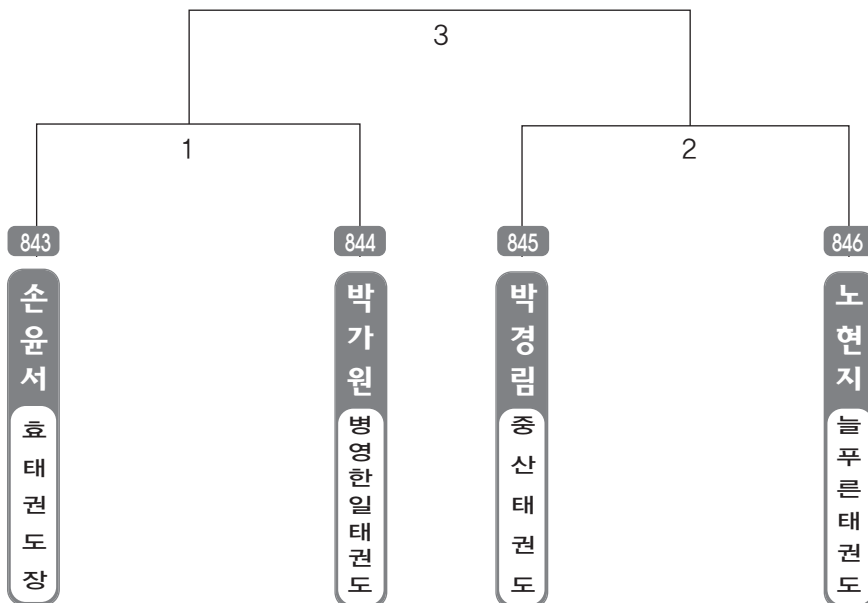 3
1
2
843
844
845
846
손윤서
효태권도장
박가원
병영한일태권도
박경림
중산태권도
노현지
늘푸른태권도